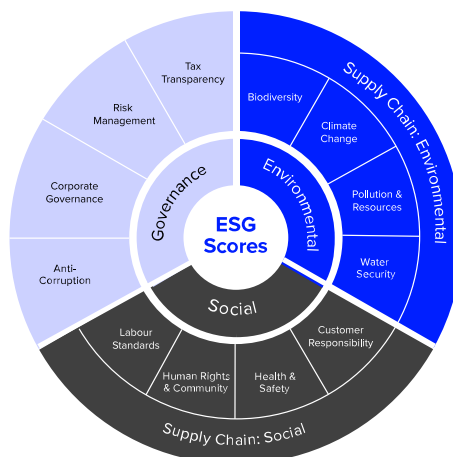 Tax
Transparency
Risk
Management
Corporate
Governance
Anti-
Corruption
Governance
ESG
Scores
Environmental
Biodiversity
Climate
Change
Pollution &
Resources
Water
Security
Supply Chain: Environmental
Social
Labour
Standards
Human Rights
& Community
Health &
Safety
Customer
Responsibility
Supply Chain: Social